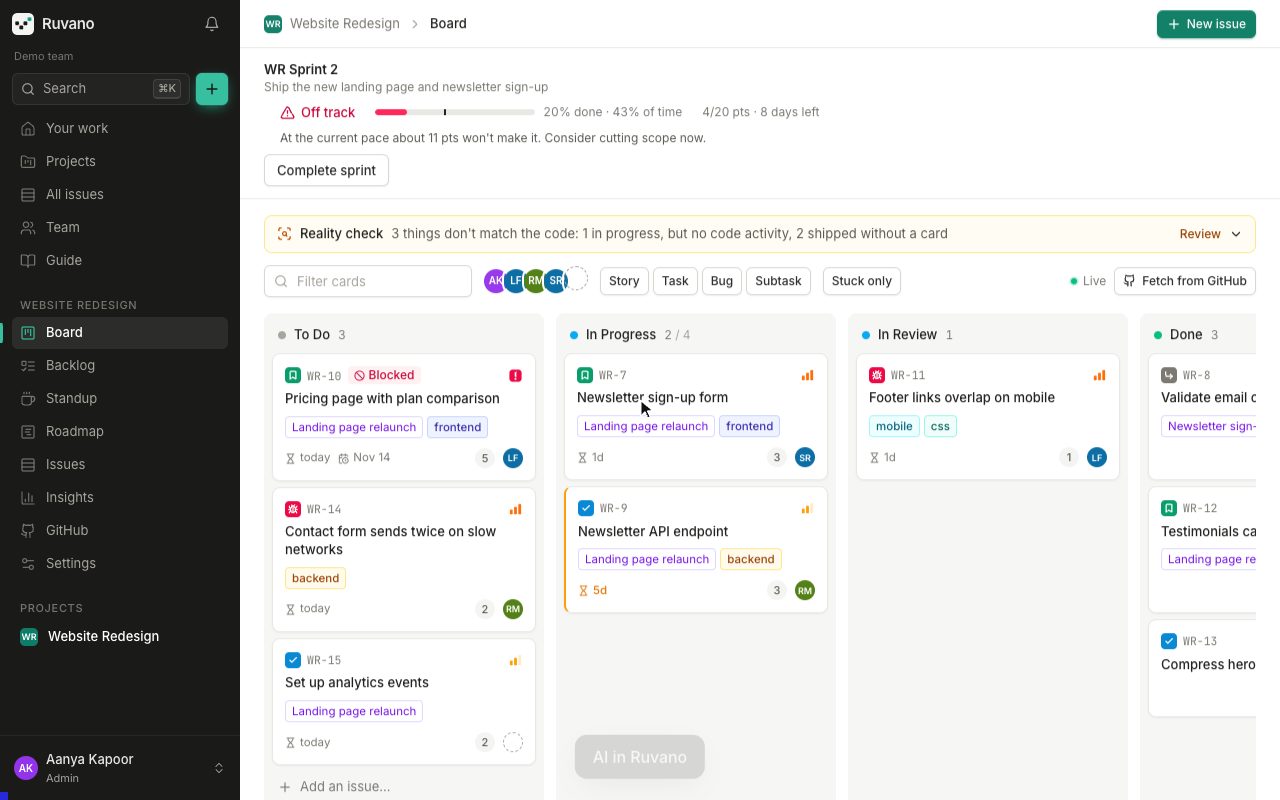 Ruvano
Demo team
Search ⌘K
Your work
Projects
All issues
Team
Guide
WEBSITE REDESIGN
Board
Backlog
Standup
Roadmap
Issues
Insights
GitHub
Settings
PROJECTS
WR Website Redesign
AK Aanya Kapoor
Admin
WR Website Redesign > Board
+ New issue
WR Sprint 2
Ship the new landing page and newsletter sign-up
Off track 20% done · 43% of time 4/20 pts · 8 days left
At the current pace about 11 pts won't make it. Consider cutting scope now.
Complete sprint
Reality check 3 things don't match the code: 1 in progress, but no code activity, 2 shipped without a card Review
Filter cards AK LF RM SR Story Task Bug Subtask Stuck only Live Fetch from GitHub
To Do 3
WR-10 Blocked
Pricing page with plan comparison
Landing page relaunch frontend
today Nov 14 5 LF
WR-14
Contact form sends twice on slow
networks
backend
today 2 RM
WR-15
Set up analytics events
Landing page relaunch
today 2
+ Add an issue...
In Progress 2 / 4
WR-7
Newsletter sign-up form
Landing page relaunch frontend
1d 3 SR
WR-9
Newsletter API endpoint
Landing page relaunch backend
5d 3 RM
AI in Ruvano
In Review 1
WR-11
Footer links overlap on mobile
mobile css
1d 1 LF
Done 3
WR-8
Validate email
Newsletter sign-
WR-12
Testimonials ca
Landing page re
WR-13
Compress hero